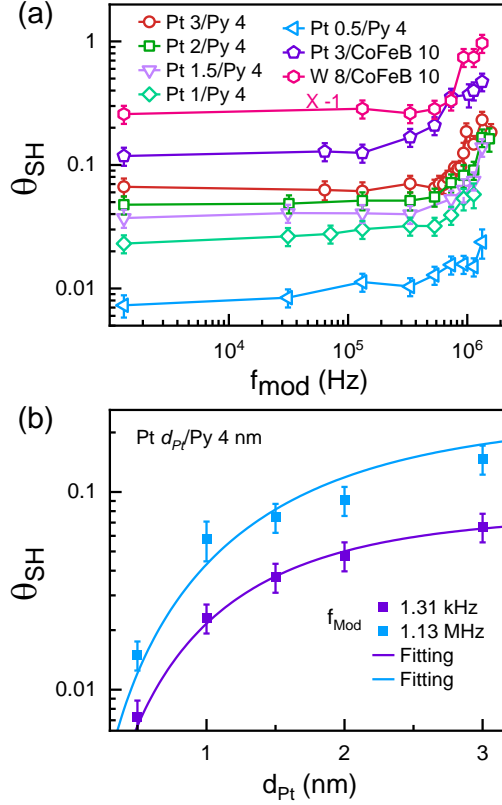 (a)
Pt 3/Py 4
Pt 0.5/Py 4
Pt 2/Py 4
Pt 3/CoFeB 10
Pt 1.5/Py 4
W 8/CoFeB 10
Pt 1/Py 4
X -1
1
0.1
0.01
θSH
10⁴
10⁵
10⁶
fmod (Hz)
(b)
Pt dPt/Py 4 nm
0.1
0.01
θSH
fMod
1.31 kHz
1.13 MHz
Fitting
Fitting
1
2
3
dPt (nm)